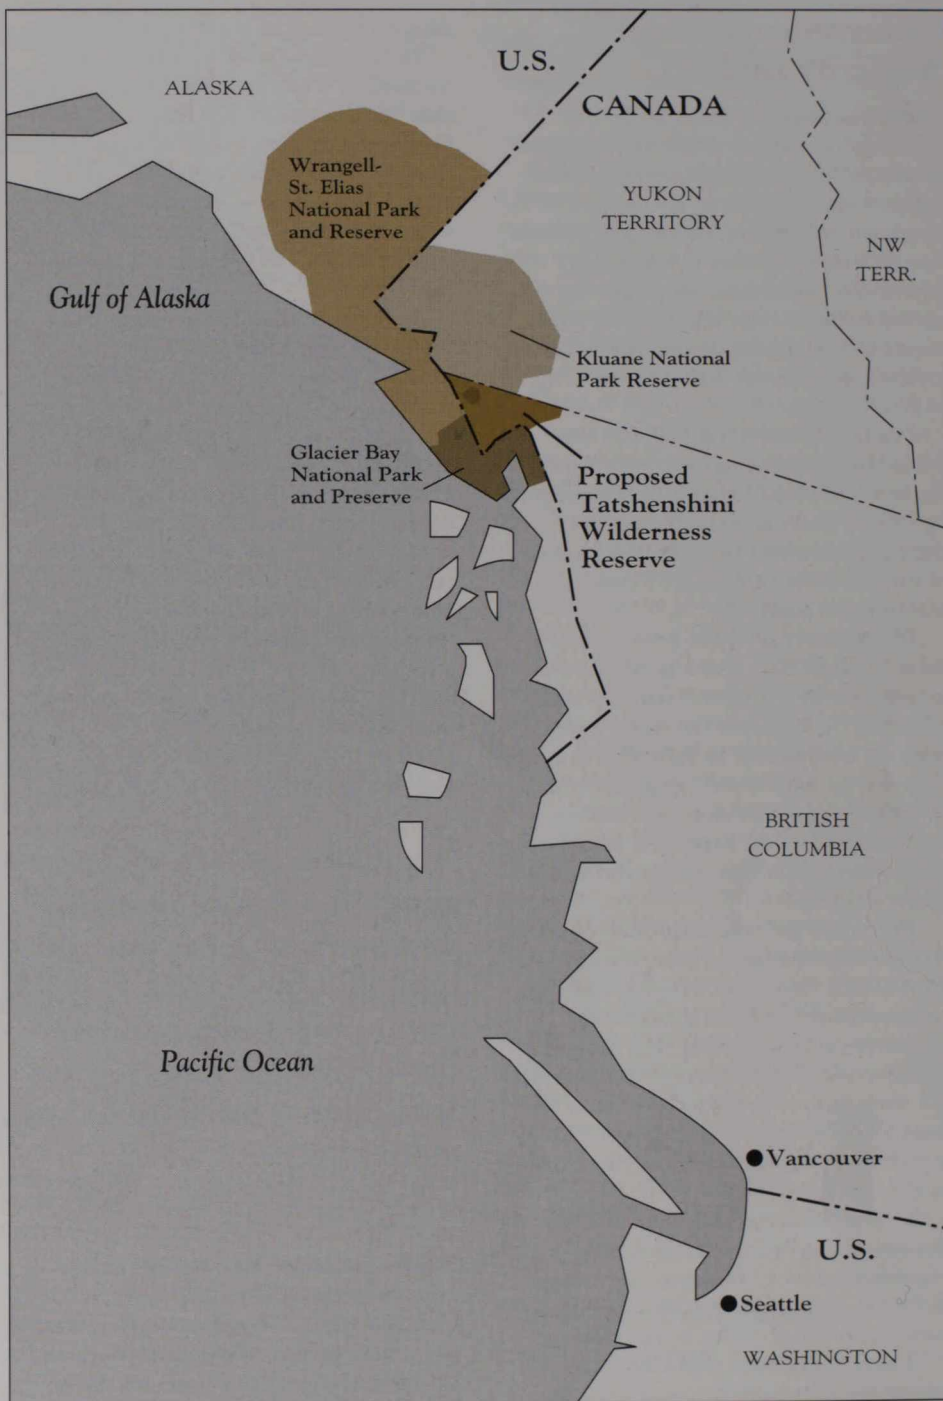 U.S.
ALASKA
CANADA
Wrangell-
St. Elias
National Park
and Reserve
YUKON
TERRITORY
NW
TERR.
Gulf of Alaska
Kluane National
Park Reserve
Glacier Bay
National Park
and Preserve
Proposed
Tatshenshini
Wilderness
Reserve
BRITISH
COLUMBIA
Pacific Ocean
Vancouver
U.S.
Seattle
WASHINGTON